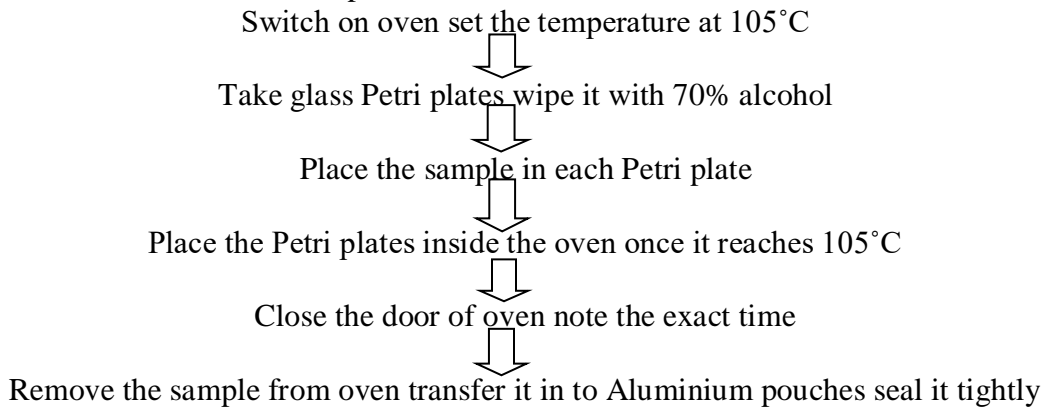 Switch on oven set the temperature at 105˚C
Take glass Petri plates wipe it with 70% alcohol
Place the sample in each Petri plate
Place the Petri plates inside the oven once it reaches 105˚C
Close the door of oven note the exact time
Remove the sample from oven transfer it in to Aluminium pouches seal it tightly